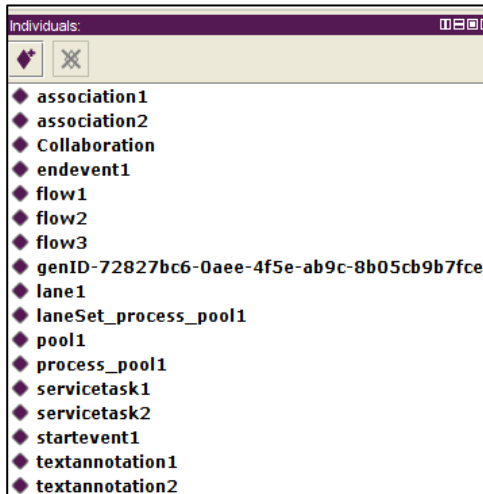 Individuals:
association1
association2
Collaboration
endevent1
flow1
flow2
flow3
genID-72827bc6-0aee-4f5e-ab9c-8b05cb9b7fce
lane1
laneSet_process_pool1
pool1
process_pool1
servicetask1
servicetask2
startevent1
textannotation1
textannotation2